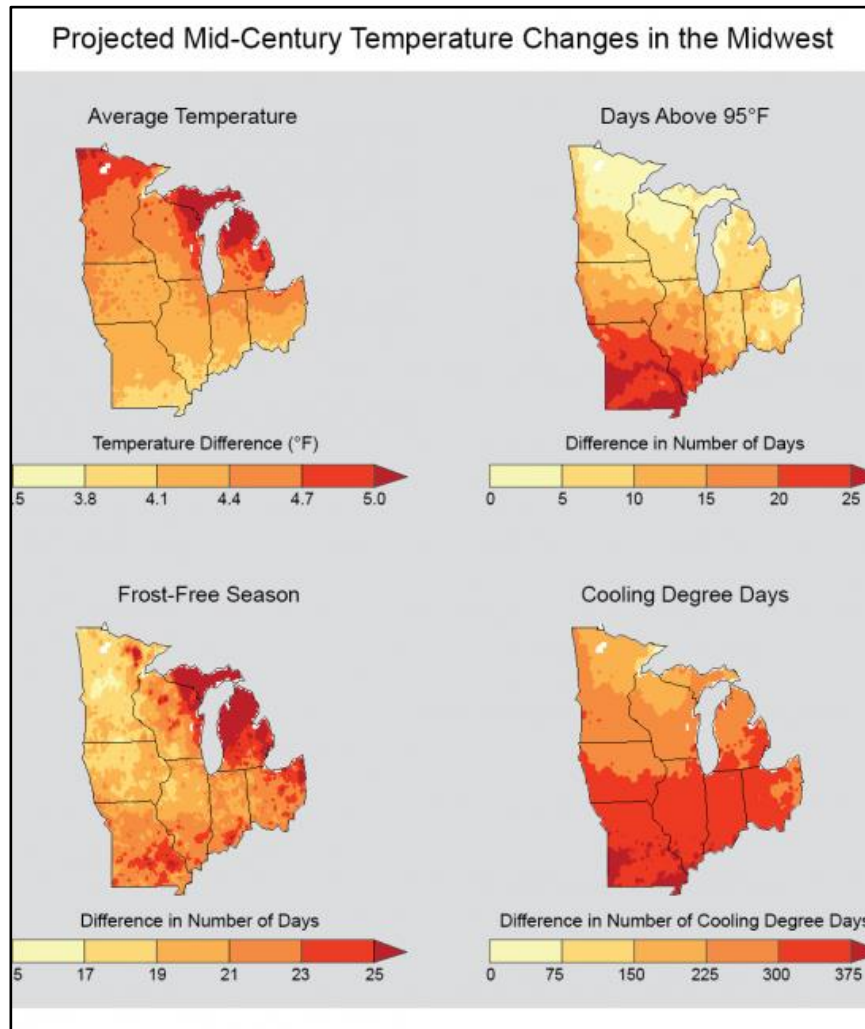 Projected Mid-Century Temperature Changes in the Midwest
Average Temperature
Days Above 95°F
Temperature Difference (°F)
.5 3.8 4.1 4.4 4.7 5.0
Difference in Number of Days
0 5 10 15 20 25
Frost-Free Season
Cooling Degree Days
Difference in Number of Days
5 17 19 21 23 25
Difference in Number of Cooling Degree Days
0 75 150 225 300 375